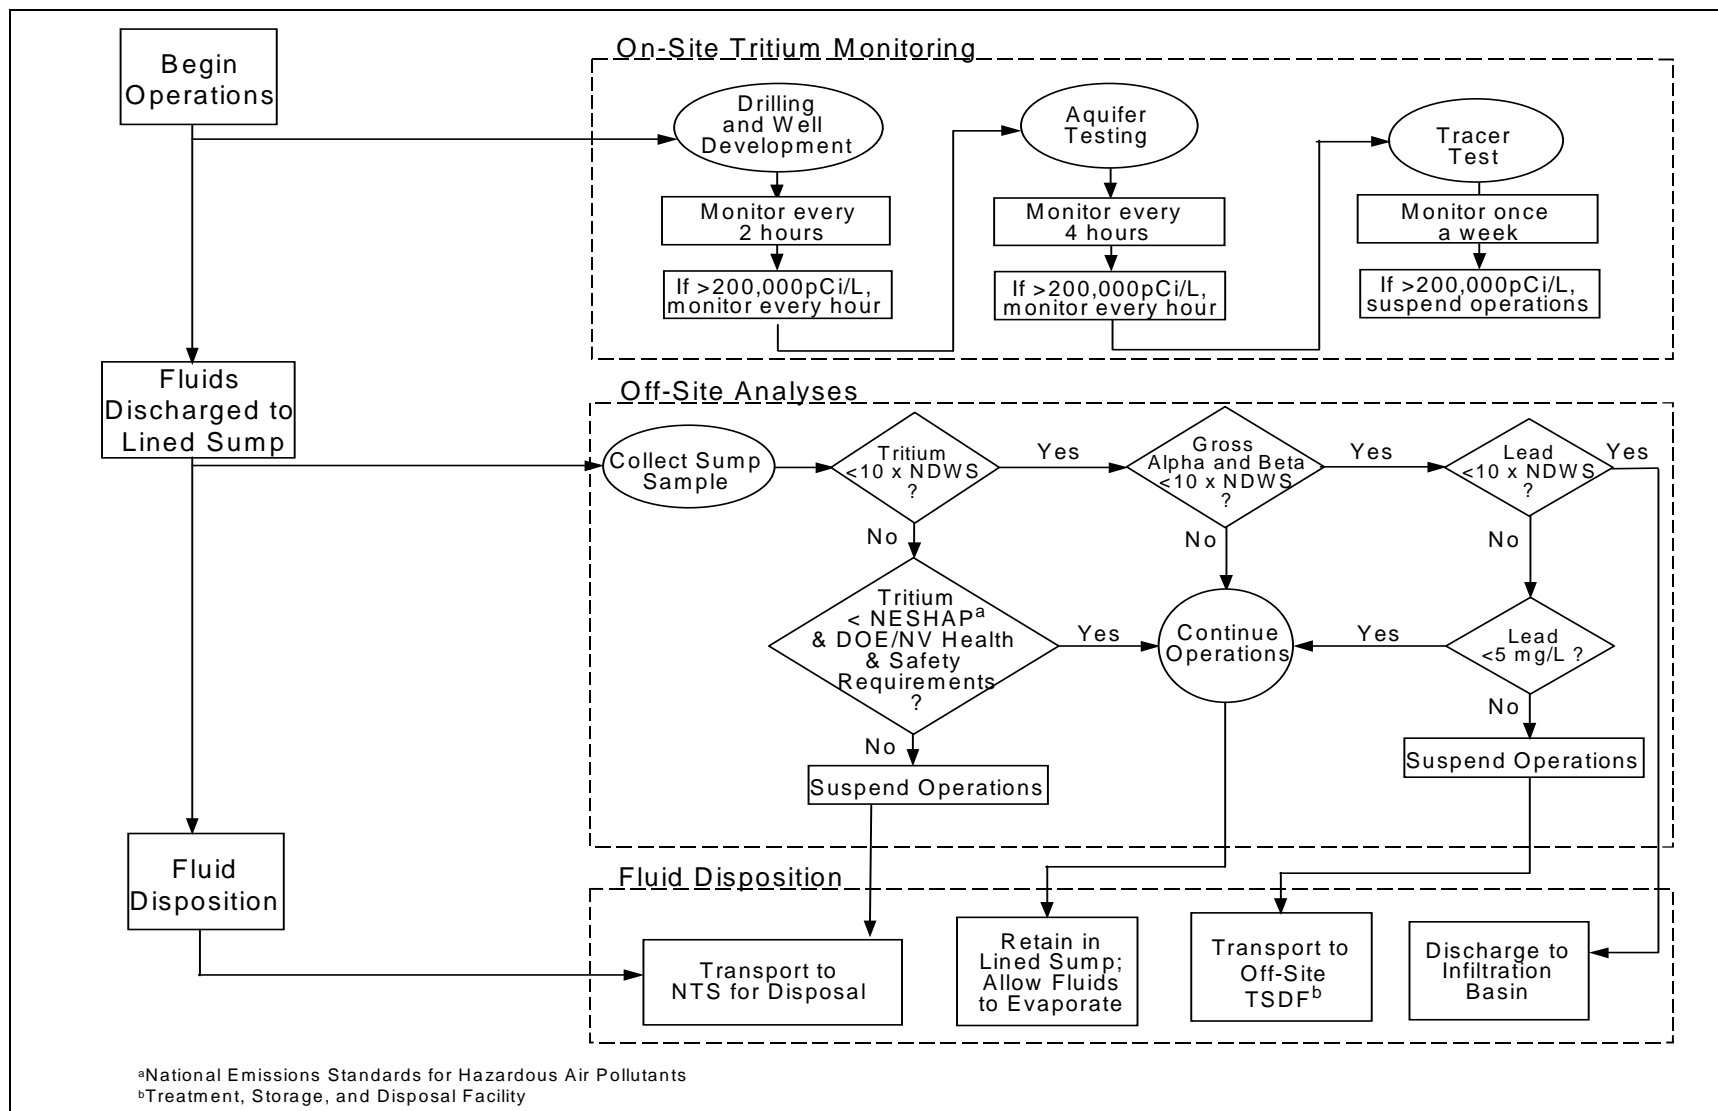 Begin
Operations
On-Site Tritium Monitoring
Drilling
and Well
Development
Aquifer
Testing
Tracer
Test
Monitor every
2 hours
Monitor every
4 hours
Monitor once
a week
If >200,000pCi/L,
monitor every hour
If >200,000pCi/L,
monitor every hour
If >200,000pCi/L,
suspend operations
Fluids
Discharged to
Lined Sump
Off-Site Analyses
Collect Sump
Sample
Tritium
<10 x NDWS
?
Yes
Gross
Alpha and Beta
<10 x NDWS
?
Yes
Lead
<10 x NDWS
?
Yes
No
No
No
Tritium
< NESHAPa
& DOE/NV Health
& Safety
Requirements
?
Yes
Continue
Operations
Yes
Lead
<5 mg/L ?
No
No
Suspend Operations
Suspend Operations
Fluid
Disposition
Fluid Disposition
Transport to
NTS for Disposal
Retain in
Lined Sump;
Allow Fluids
to Evaporate
Transport to
Off-Site
TSDFb
Discharge to
Infiltration
Basin
aNational Emissions Standards for Hazardous Air Pollutants
bTreatment, Storage, and Disposal Facility